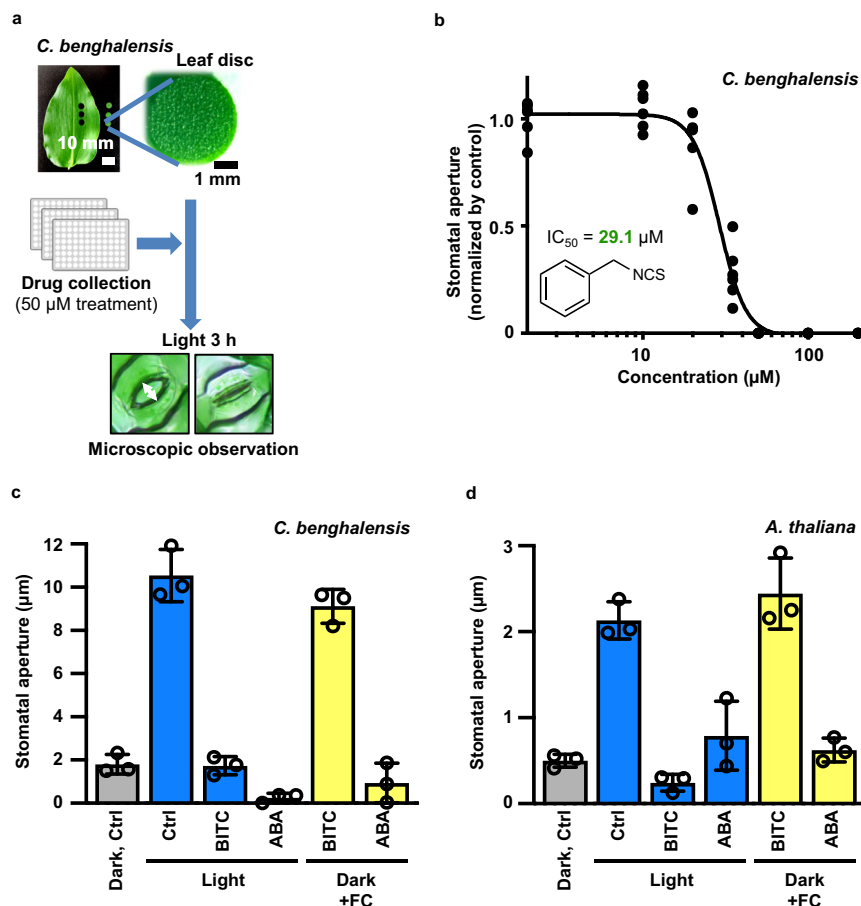 a
C. benghalensis
Leaf disc
10 mm
1 mm
Drug collection
(50 µM treatment)
Light 3 h
Microscopic observation
b
C. benghalensis
Stomatal aperture
(normalized by control)
1.0
0.5
0
IC50 = 29.1 µM
NCS
10
100
Concentration (µM)
c
C. benghalensis
Stomatal aperture (µm)
12
10
8
6
4
2
0
Dark, Ctrl
Ctrl
BITC
ABA
BITC
ABA
Light
Dark
+FC
d
A. thaliana
Stomatal aperture (µm)
3
2
1
0
Dark, Ctrl
Ctrl
BITC
ABA
BITC
ABA
Light
Dark
+FC